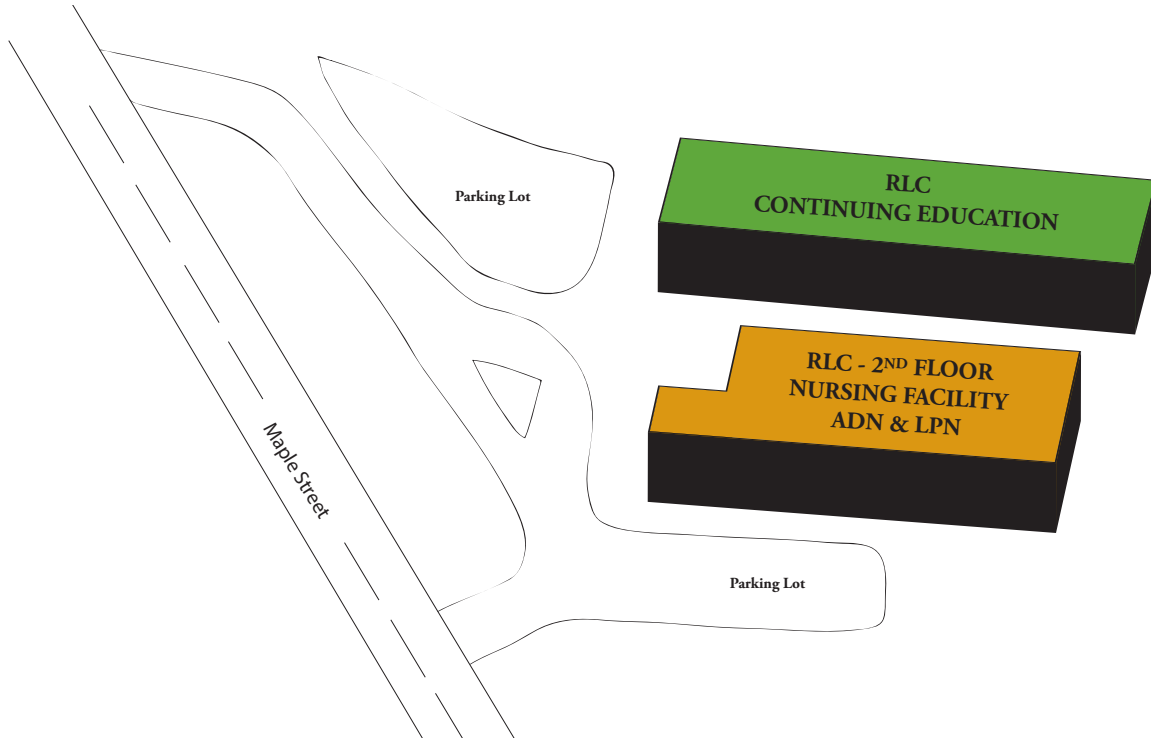 Parking Lot
RLC
CONTINUING EDUCATION
RLC - 2ND FLOOR
NURSING FACILITY
ADN & LPN
Maple Street
Parking Lot